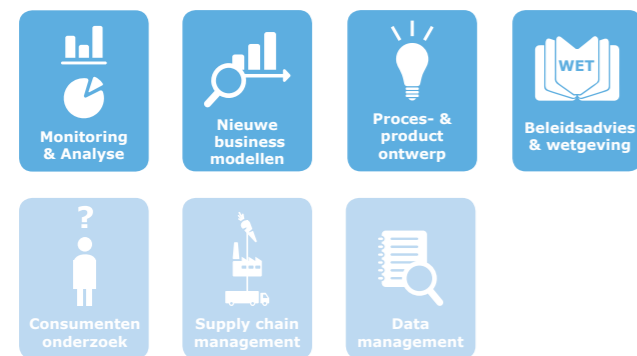 Monitoring
& Analyse
Nieuwe
business
modellen
Proces- &
product
ontwerp
WET
Beleidsadvies
& wetgeving
?
Consumenten
onderzoek
Supply chain
management
Data
management